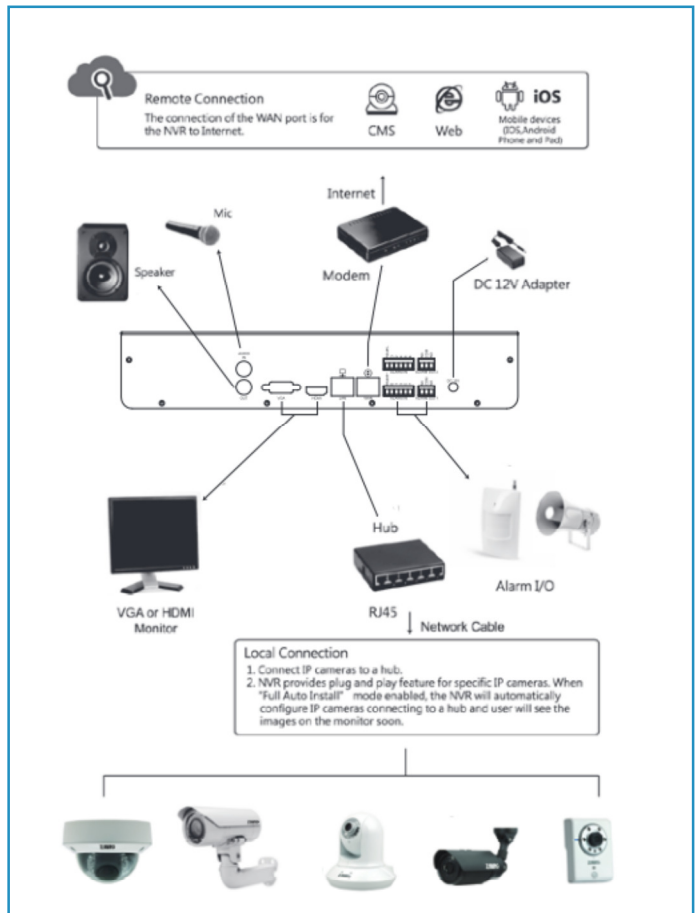 Remote Connection
The connection of the WAN port is for
the NVR to Internet.
CMS
Web
iOS
Mobile devices
(IOS,Android
Phone and Pad)
Internet
Mic
Speaker
Modem
DC 12V Adapter
Hub
RJ45
Network Cable
Alarm I/O
VGA or HDMI
Monitor
Local Connection
1. Connect IP cameras to a hub.
2. NVR provides plug and play feature for specific IP cameras. When
"Full Auto Install" mode enabled, the NVR will automatically
configure IP cameras connecting to a hub and user will see the
images on the monitor soon.